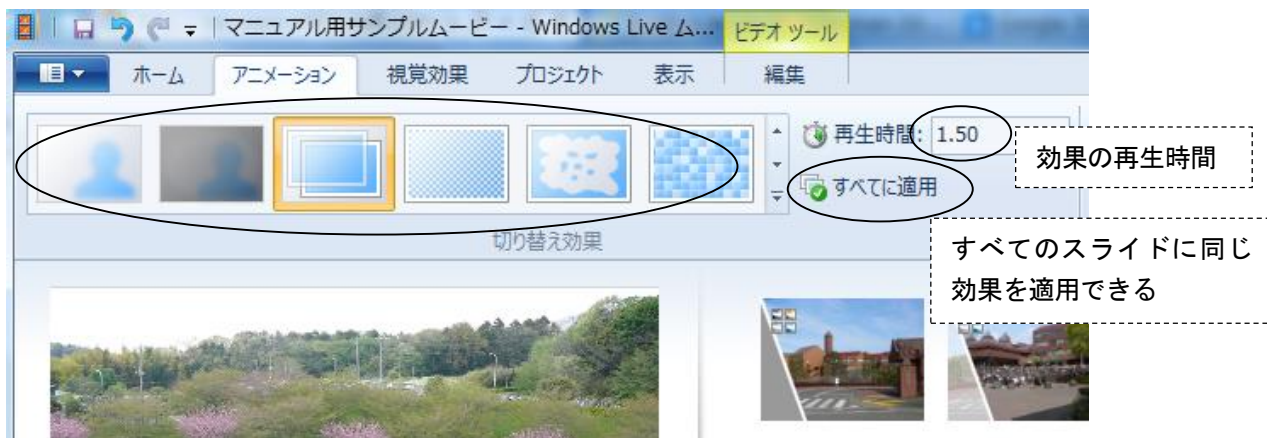 マニュアル用サンプルムービー - Windows Live ム...
ビデオ ツール
ホーム アニメーション 視覚効果 プロジェクト 表示 編集
再生時間: 1.50
効果の再生時間
すべてに適用
切り替え効果
すべてのスライドに同じ
効果を適用できる